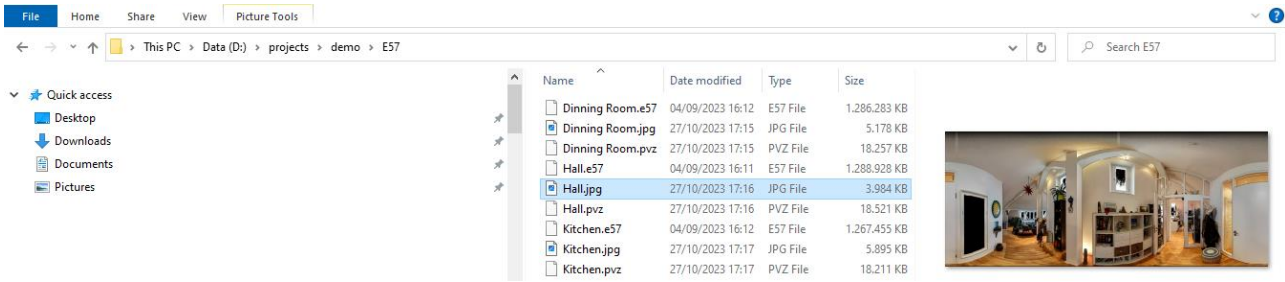 File Home Share View Picture Tools
This PC > Data (D:) > projects > demo > E57 Search E57
Name Date modified Type Size
Quick access
Desktop
Downloads
Documents
Pictures
Dinning Room.e57 04/09/2023 16:12 E57 File 1.286.283 KB
Dinning Room.jpg 27/10/2023 17:15 JPG File 5.178 KB
Dinning Room.pvz 27/10/2023 17:15 PVZ File 18.257 KB
Hall.e57 04/09/2023 16:11 E57 File 1.288.928 KB
Hall.jpg 27/10/2023 17:16 JPG File 3.984 KB
Hall.pvz 27/10/2023 17:16 PVZ File 18.521 KB
Kitchen.e57 04/09/2023 16:12 E57 File 1.267.455 KB
Kitchen.jpg 27/10/2023 17:17 JPG File 5.895 KB
Kitchen.pvz 27/10/2023 17:17 PVZ File 18.211 KB